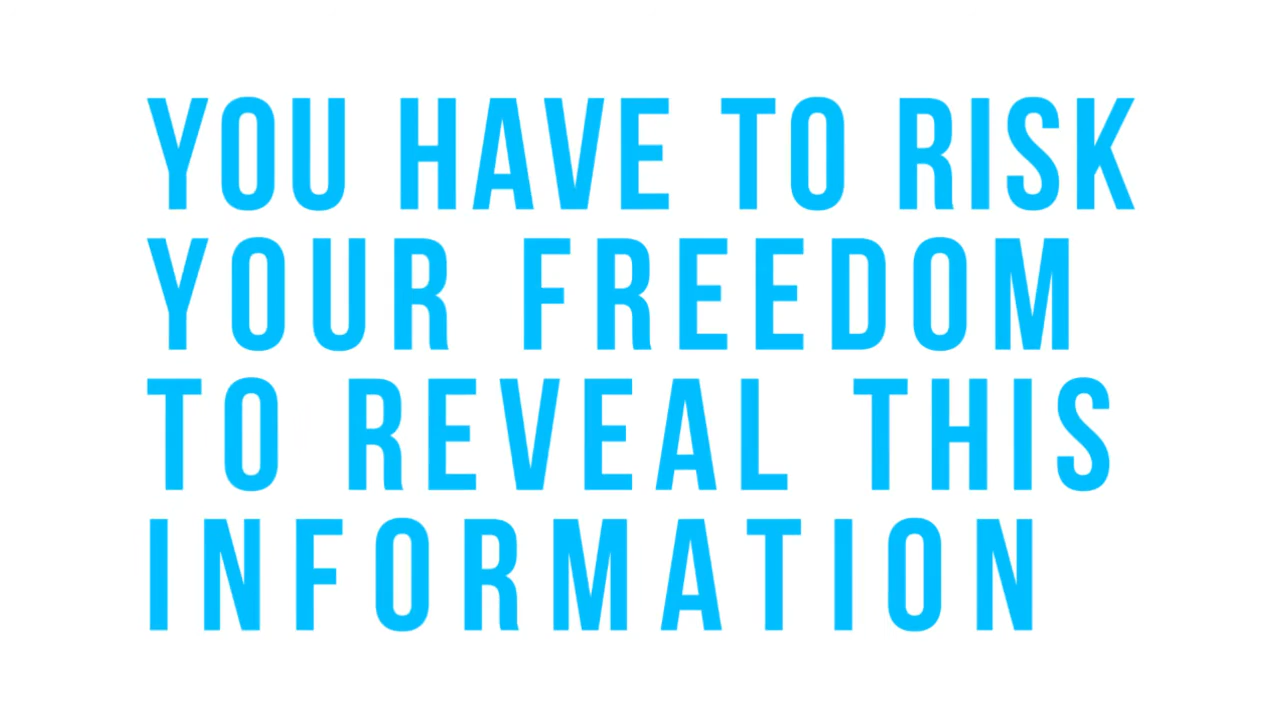 YOU HAVE TO RISK
YOUR FREEDOM
TO REVEAL THIS
INFORMATION